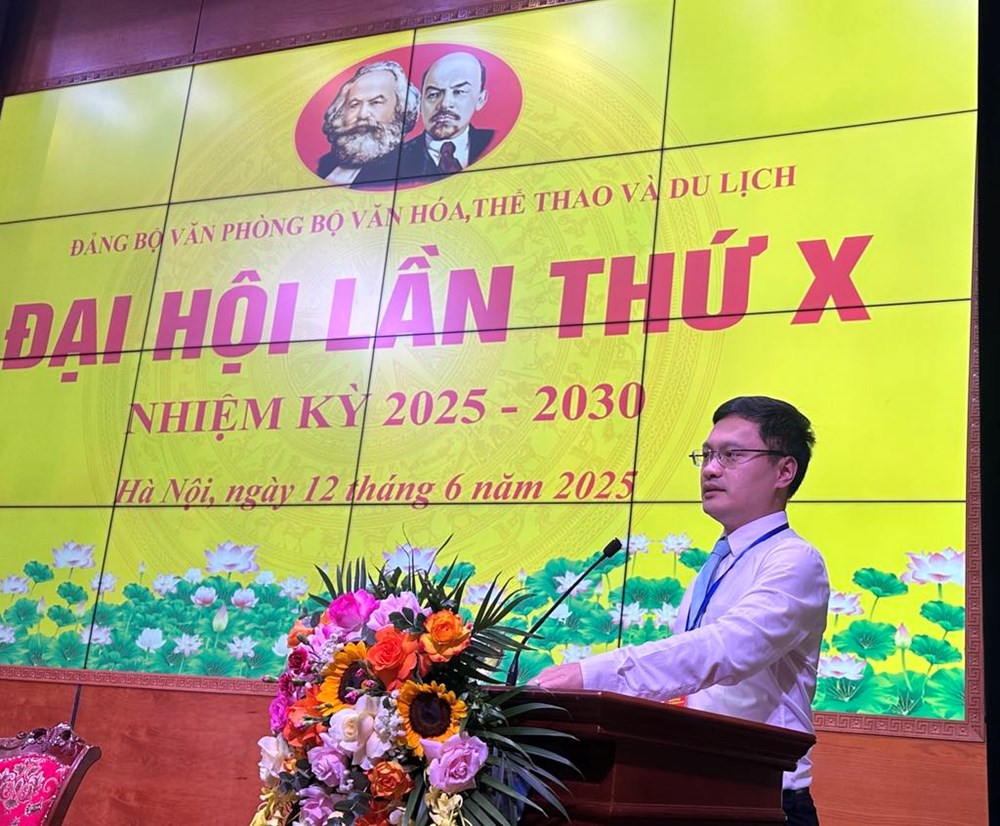 ĐẢNG BỘ VĂN PHÒNG BỘ VĂN HÓA,THỂ THAO VÀ DU LỊCH
ĐẠI HỘI LẦN THỨ X
NHIỆM KỲ 2025 - 2030
Hà Nội, ngày 12 tháng 6 năm 2025